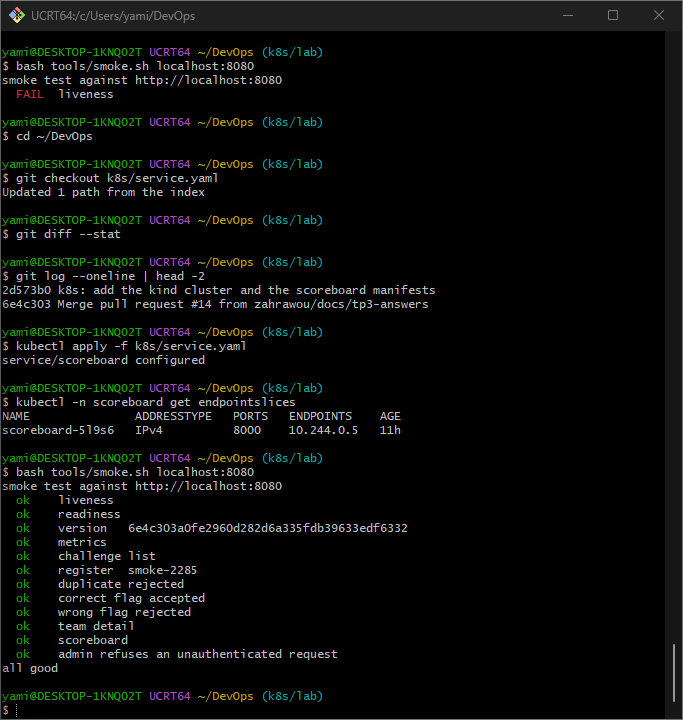 UCRT64:/c/Users/yami/DevOps
yami@DESKTOP-1KNQO2T UCRT64 ~/DevOps (k8s/lab)
$ bash tools/smoke.sh localhost:8080
smoke test against http://localhost:8080
  FAIL  liveness
yami@DESKTOP-1KNQO2T UCRT64 ~/DevOps (k8s/lab)
$ cd ~/DevOps
yami@DESKTOP-1KNQO2T UCRT64 ~/DevOps (k8s/lab)
$ git checkout k8s/service.yaml
Updated 1 path from the index
yami@DESKTOP-1KNQO2T UCRT64 ~/DevOps (k8s/lab)
$ git diff --stat
yami@DESKTOP-1KNQO2T UCRT64 ~/DevOps (k8s/lab)
$ git log --oneline | head -2
2d573b0 k8s: add the kind cluster and the scoreboard manifests
6e4c303 Merge pull request #14 from zahrawou/docs/tp3-answers
yami@DESKTOP-1KNQO2T UCRT64 ~/DevOps (k8s/lab)
$ kubectl apply -f k8s/service.yaml
service/scoreboard configured
yami@DESKTOP-1KNQO2T UCRT64 ~/DevOps (k8s/lab)
$ kubectl -n scoreboard get endpointslices
NAME               ADDRESSTYPE   PORTS   ENDPOINTS    AGE
scoreboard-5l9s6   IPv4          8000    10.244.0.5   11h
yami@DESKTOP-1KNQO2T UCRT64 ~/DevOps (k8s/lab)
$ bash tools/smoke.sh localhost:8080
smoke test against http://localhost:8080
  ok    liveness
  ok    readiness
  ok    version   6e4c303a0fe2960d282d6a335fdb39633edf6332
  ok    metrics
  ok    challenge list
  ok    register  smoke-2285
  ok    duplicate rejected
  ok    correct flag accepted
  ok    wrong flag rejected
  ok    team detail
  ok    scoreboard
  ok    admin refuses an unauthenticated request
all good
yami@DESKTOP-1KNQO2T UCRT64 ~/DevOps (k8s/lab)
$